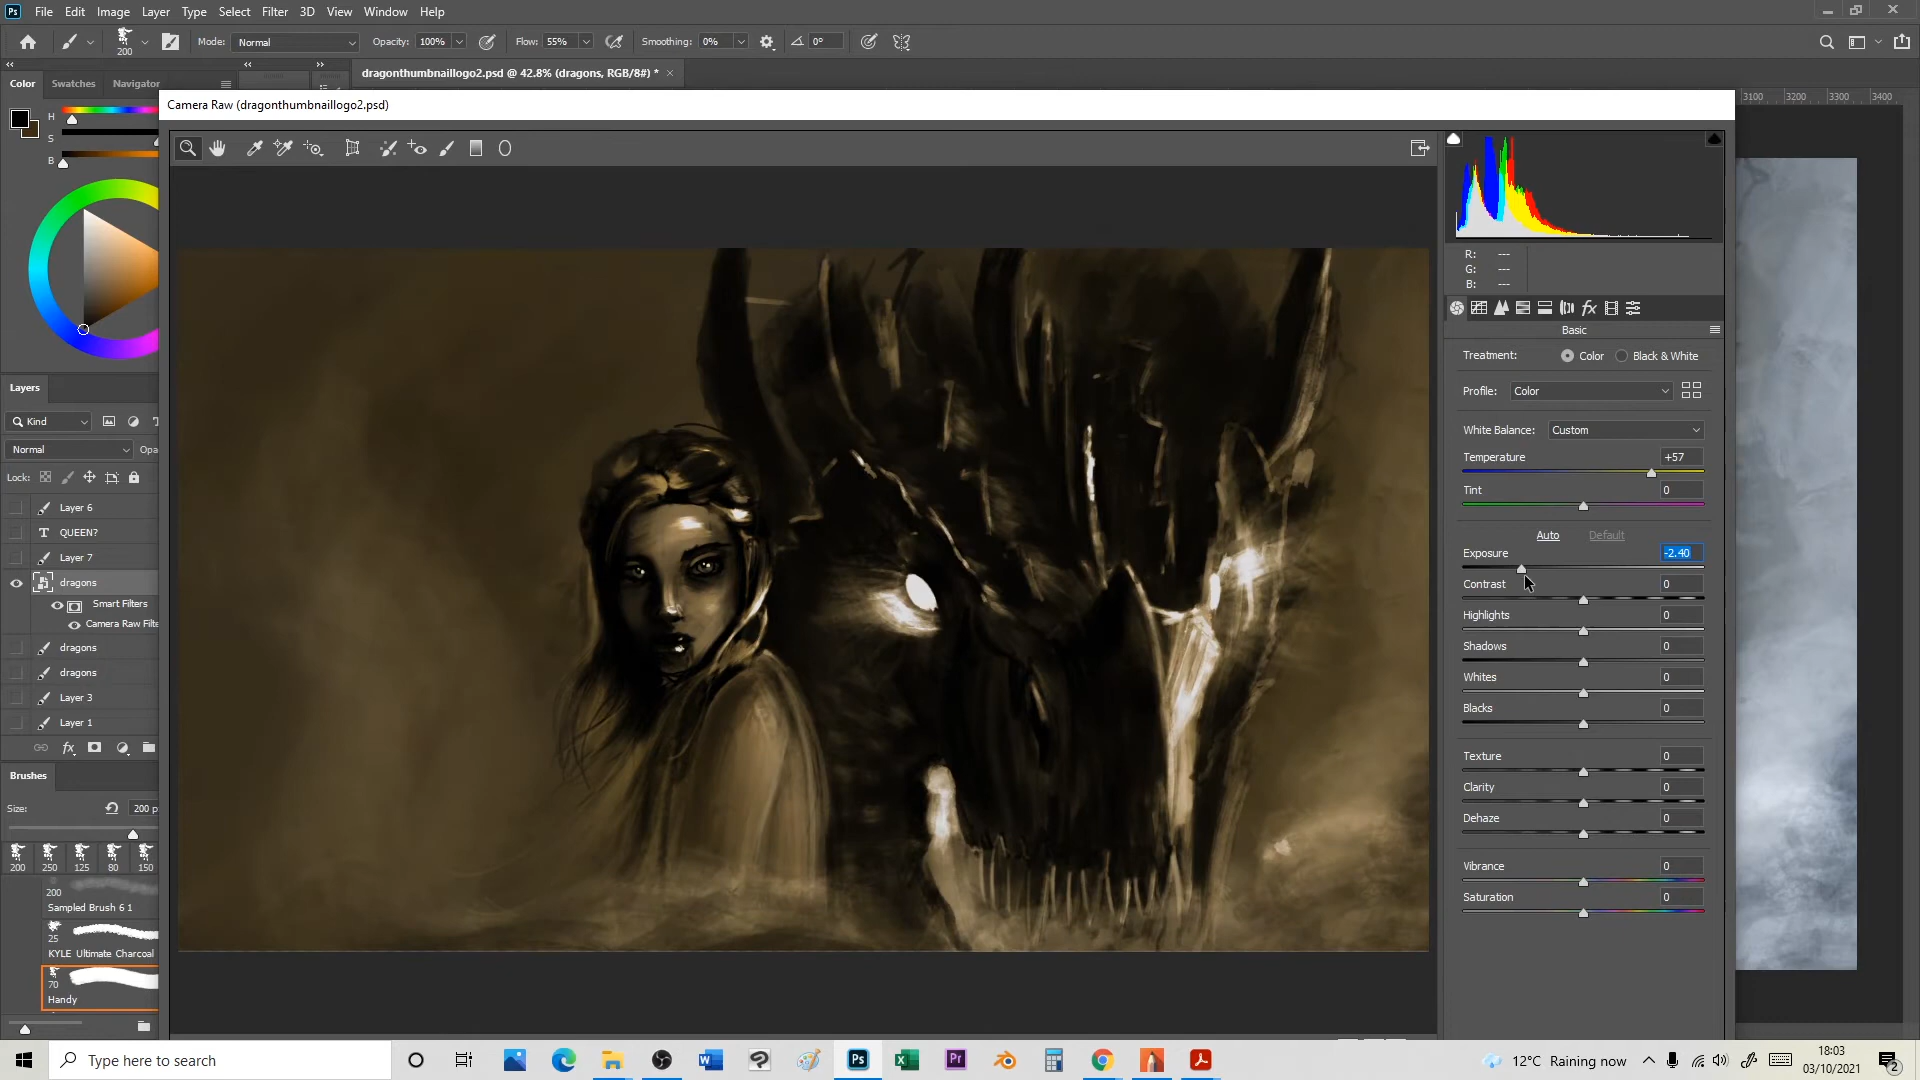 Ps File Edit Image Layer Type Select Filter 3D View Window Help
200 Mode: Normal Opacity: 100% Flow: 55% Smoothing: 0% 0°
Color Swatches Navigator
dragonthumbnaillogo2.psd @ 42.8% (dragons, RGB/8#) * ×
3100 3200 3300 3400
Camera Raw (dragonthumbnaillogo2.psd)
H
S
B
R: ---
G: ---
B: ---
Basic
Treatment: Color Black & White
Profile: Color
White Balance: Custom
Temperature +57
Tint 0
Auto Default
Exposure -2.40
Contrast 0
Highlights 0
Shadows 0
Whites 0
Blacks 0
Texture 0
Clarity 0
Dehaze 0
Vibrance 0
Saturation 0
Layers
Kind
Normal Opa
Lock:
Layer 6
T QUEEN?
Layer 7
dragons
Smart Filters
Camera Raw Filte
dragons
dragons
Layer 3
Layer 1
fx
Brushes
Size: 200 p
200 250 125 80 150
200
Sampled Brush 6 1
25
KYLE Ultimate Charcoal
70
Handy
Type here to search
12°C Raining now
18:03
03/10/2021
2